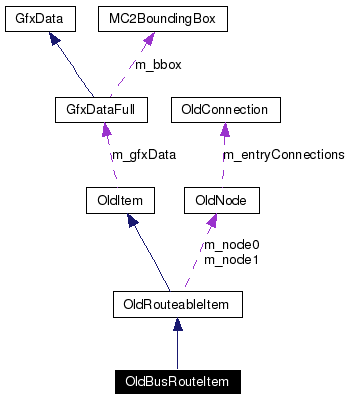 GfxData
MC2BoundingBox
m_bbox
GfxDataFull
OldConnection
m_gfxData
m_entryConnections
OldItem
OldNode
m_node0
m_node1
OldRouteableItem
OldBusRouteItem